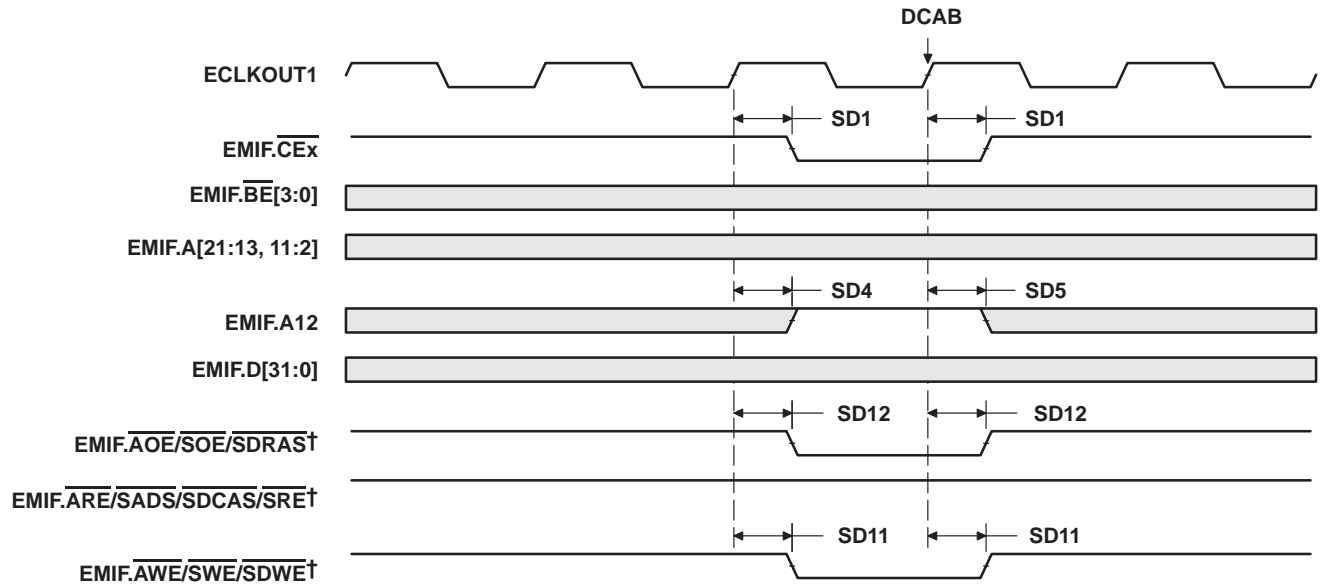 DCAB
ECLKOUT1
SD1 SD1
EMIF.CEx
EMIF.BE[3:0]
EMIF.A[21:13, 11:2]
SD4 SD5
EMIF.A12
EMIF.D[31:0]
SD12 SD12
EMIF.AOE/SOE/SDRAS†
EMIF.ARE/SADS/SDCAS/SRE†
SD11 SD11
EMIF.AWE/SWE/SDWE†